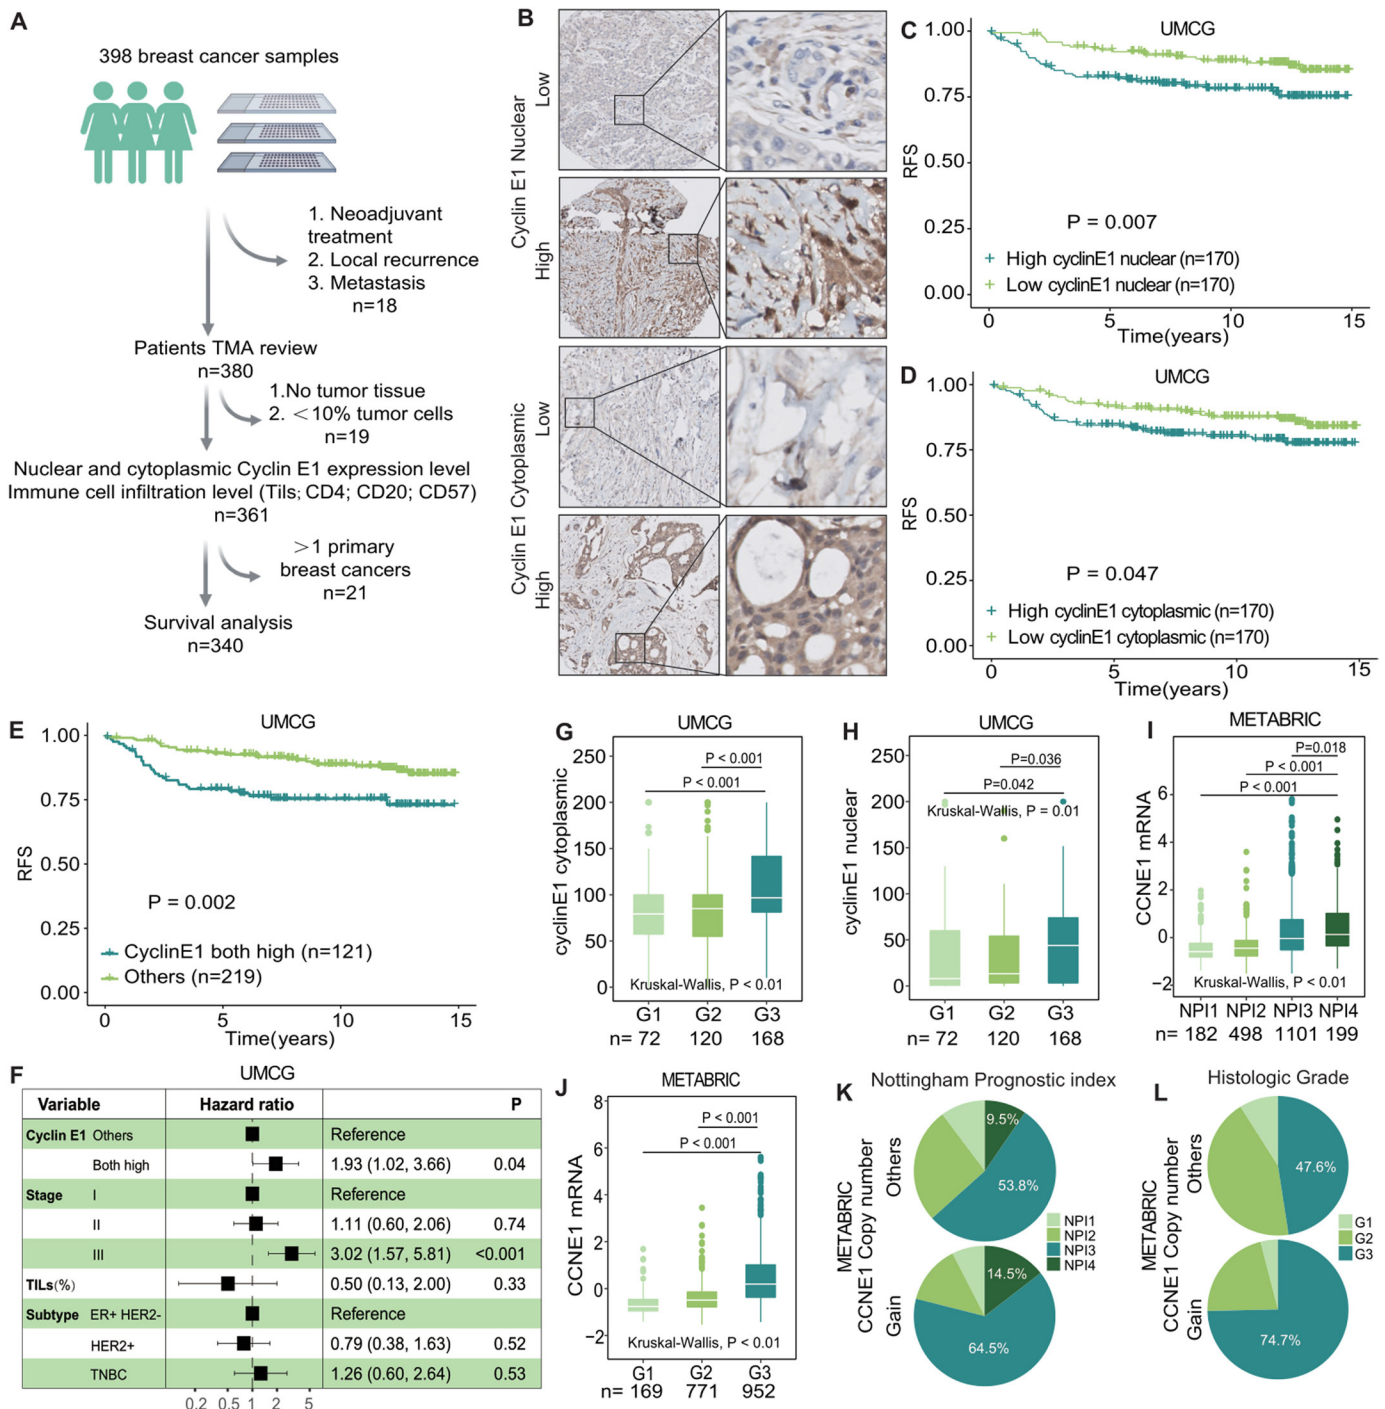 A
398 breast cancer samples
1. Neoadjuvant
treatment
2. Local recurrence
3. Metastasis
n=18
Patients TMA review
n=380
1.No tumor tissue
2. <10% tumor cells
n=19
Nuclear and cytoplasmic Cyclin E1 expression level
Immune cell infiltration level (Tils; CD4; CD20; CD57)
n=361
>1 primary
breast cancers
n=21
Survival analysis
n=340
B
Cyclin E1 Nuclear
Low
High
Cyclin E1 Cytoplasmic
Low
High
C
UMCG
RFS
1.00
0.75
0.50
0.25
0.00
P = 0.007
High cyclinE1 nuclear (n=170)
Low cyclinE1 nuclear (n=170)
0 5 10 15
Time(years)
D
UMCG
RFS
1.00
0.75
0.50
0.25
0.00
P = 0.047
High cyclinE1 cytoplasmic (n=170)
Low cyclinE1 cytoplasmic (n=170)
0 5 10 15
Time(years)
E
UMCG
RFS
1.00
0.75
0.50
0.25
0.00
P = 0.002
CyclinE1 both high (n=121)
Others (n=219)
0 5 10 15
Time(years)
F
UMCG
Variable Hazard ratio P
Cyclin E1 Others Reference
Both high 1.93 (1.02, 3.66) 0.04
Stage I Reference
II 1.11 (0.60, 2.06) 0.74
III 3.02 (1.57, 5.81) <0.001
TILs(%) 0.50 (0.13, 2.00) 0.33
Subtype ER+ HER2- Reference
HER2+ 0.79 (0.38, 1.63) 0.52
TNBC 1.26 (0.60, 2.64) 0.53
0.2 0.5 1 2 5
G
UMCG
cyclinE1 cytoplasmic
250
200
150
100
50
0
P < 0.001
P < 0.001
Kruskal-Wallis, P < 0.01
G1 G2 G3
n= 72 120 168
H
UMCG
cyclinE1 nuclear
250
200
150
100
50
0
P=0.036
P=0.042
Kruskal-Wallis, P = 0.01
G1 G2 G3
n= 72 120 168
I
METABRIC
CCNE1 mRNA
6
4
2
0
−2
P=0.018
P < 0.001
P < 0.001
Kruskal-Wallis, P < 0.01
NPI1 NPI2 NPI3 NPI4
n= 182 498 1101 199
J
METABRIC
CCNE1 mRNA
8
6
4
2
0
−2
P < 0.001
P < 0.001
Kruskal-Wallis, P < 0.01
G1 G2 G3
n= 169 771 952
K
Nottingham Prognostic index
METABRIC
CCNE1 Copy number
Others
Gain
9.5%
53.8%
14.5%
64.5%
NPI1
NPI2
NPI3
NPI4
L
Histologic Grade
METABRIC
CCNE1 Copy number
Others
Gain
47.6%
74.7%
G1
G2
G3